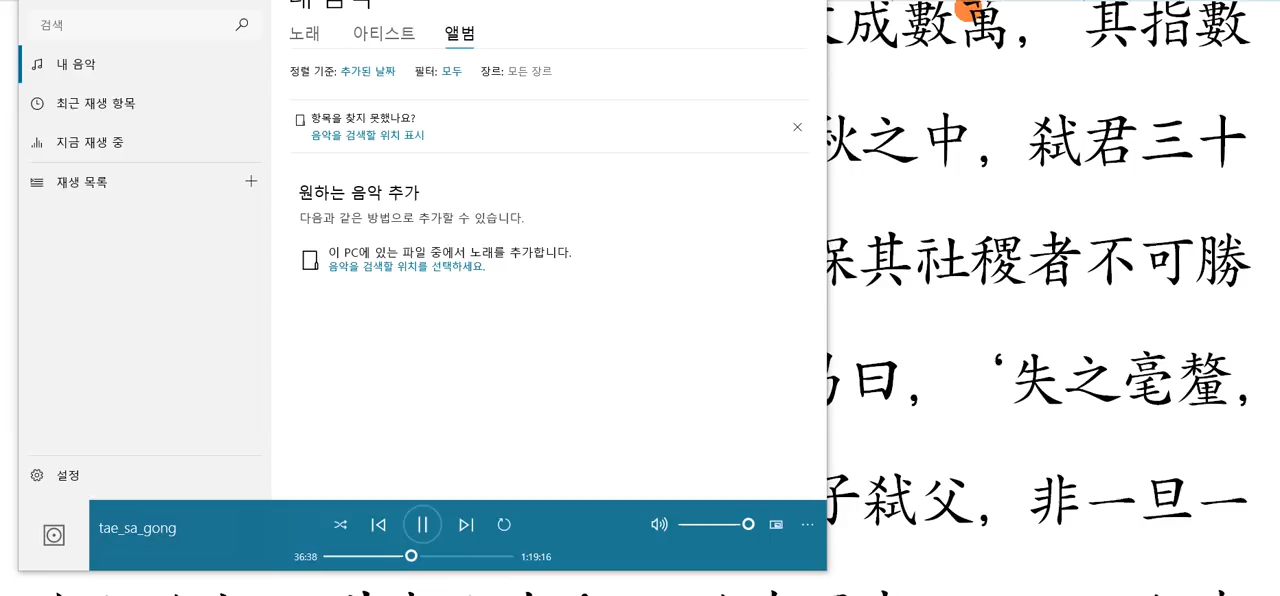 검색
내 음악
최근 재생 항목
지금 재생 중
재생 목록
설정
노래 아티스트 앨범
정렬 기준: 추가된 날짜 필터: 모두 장르: 모든 장르
항목을 찾지 못했나요?
음악을 검색할 위치 표시
원하는 음악 추가
다음과 같은 방법으로 추가할 수 있습니다.
이 PC에 있는 파일 중에서 노래를 추가합니다.
음악을 검색할 위치를 선택하세요.
tae_sa_gong
36:38 1:19:16
成數萬, 其指數
秋之中, 弑君三十
保其社稷者不可勝
易曰, ‘失之毫釐,
子弑父, 非一旦一